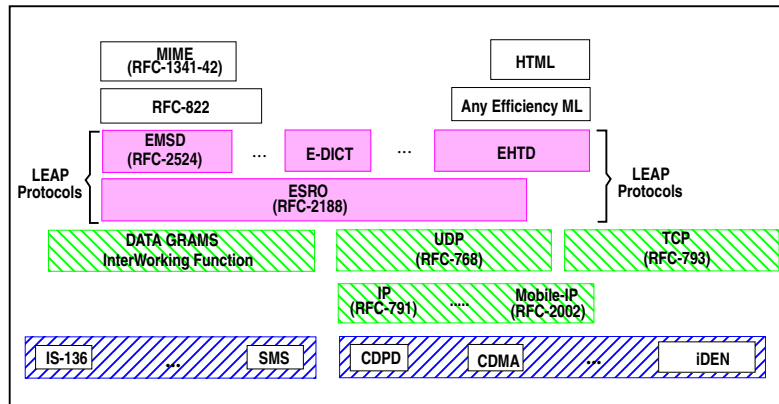 MIME
(RFC-1341-42)
HTML
RFC-822
Any Efficiency ML
LEAP
Protocols
EMSD
(RFC-2524)
...
E-DICT
...
EHTD
LEAP
Protocols
ESRO
(RFC-2188)
DATA GRAMS
InterWorking Function
UDP
(RFC-768)
TCP
(RFC-793)
IP
(RFC-791)
.....
Mobile-IP
(RFC-2002)
IS-136
...
SMS
CDPD
CDMA
...
iDEN